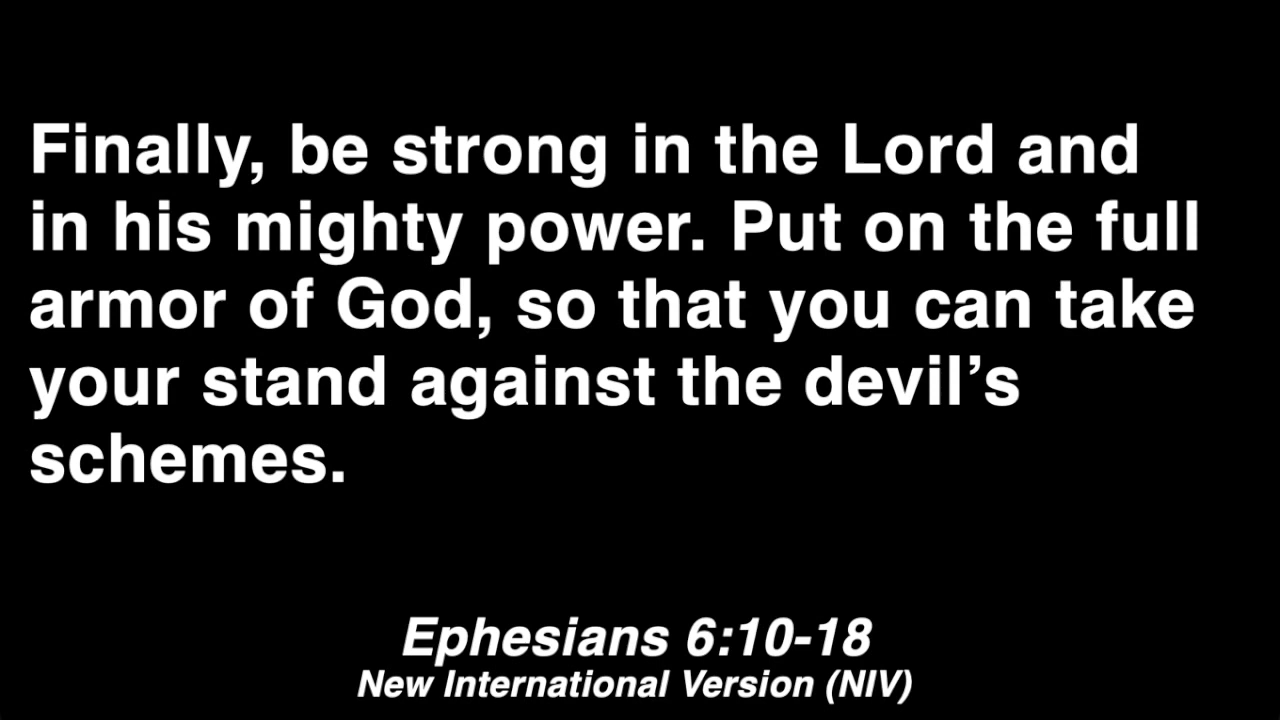 Finally, be strong in the Lord and
in his mighty power. Put on the full
armor of God, so that you can take
your stand against the devil’s
schemes.
Ephesians 6:10-18
New International Version (NIV)